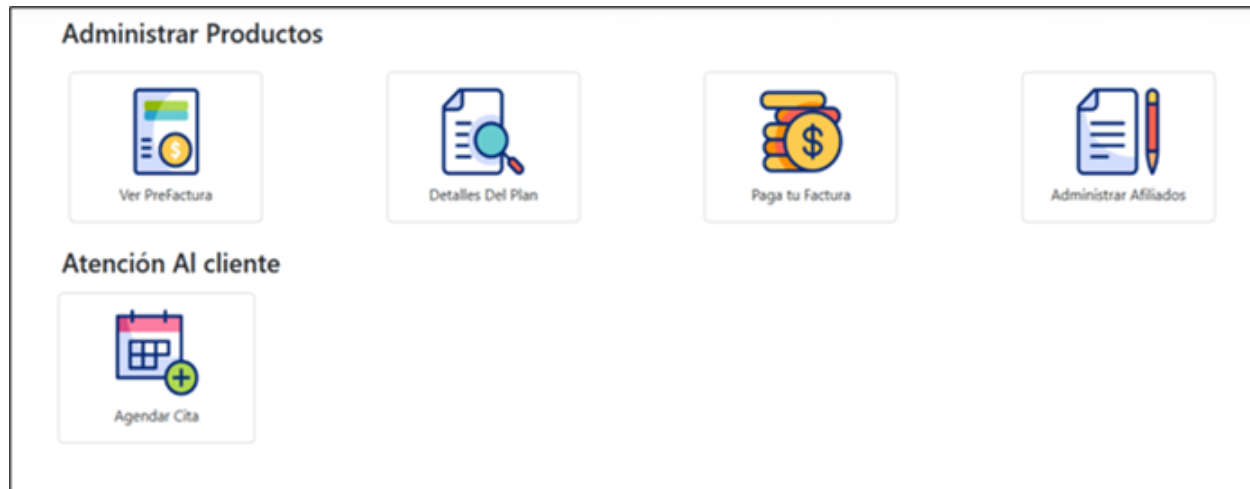 Administrar Productos
Ver PreFactura
Detalles Del Plan
Paga tu Factura
Administrar Afiliados
Atención Al cliente
Agendar Cita